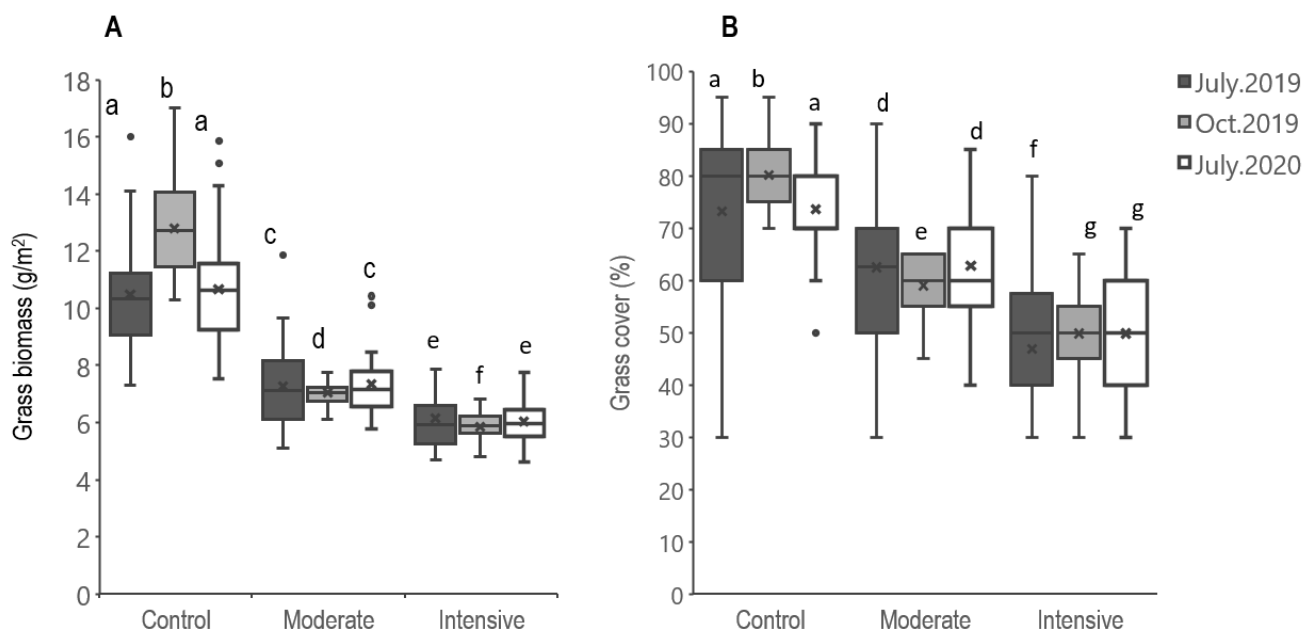 A
Grass biomass (g/m²)
18
16
14
12
10
8
6
4
2
0
a
b
a
c
d
c
e
f
e
Control
Moderate
Intensive
B
Grass cover (%)
100
90
80
70
60
50
40
30
20
10
0
a
b
a
d
e
d
f
g
g
Control
Moderate
Intensive
July.2019
Oct.2019
July.2020